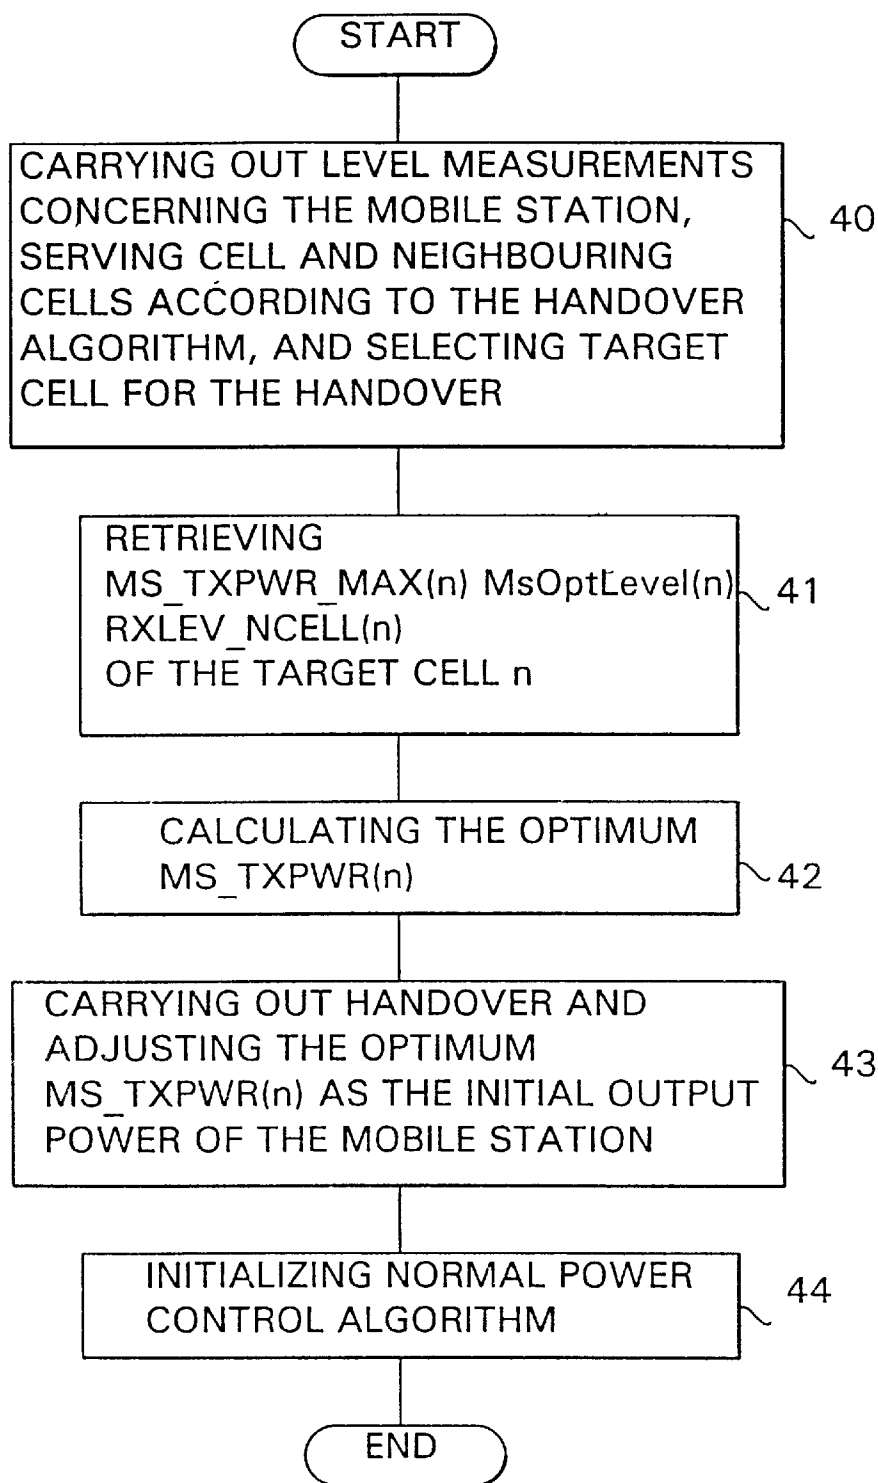 START
CARRYING OUT LEVEL MEASUREMENTS
CONCERNING THE MOBILE STATION,
SERVING CELL AND NEIGHBOURING
CELLS ACCORDING TO THE HANDOVER
ALGORITHM, AND SELECTING TARGET
CELL FOR THE HANDOVER
40
RETRIEVING
MS_TXPWR_MAX(n) MsOptLevel(n)
RXLEV_NCELL(n)
OF THE TARGET CELL n
41
CALCULATING THE OPTIMUM
MS_TXPWR(n)
42
CARRYING OUT HANDOVER AND
ADJUSTING THE OPTIMUM
MS_TXPWR(n) AS THE INITIAL OUTPUT
POWER OF THE MOBILE STATION
43
INITIALIZING NORMAL POWER
CONTROL ALGORITHM
44
END